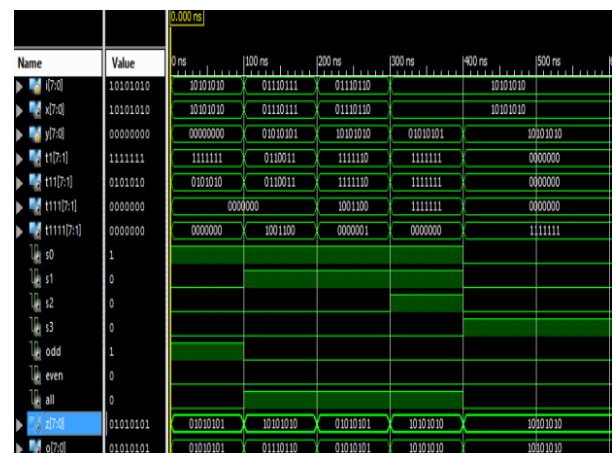 0.000 ns
Name Value 0 ns 100 ns 200 ns 300 ns 400 ns 500 ns
i[7:0] 10101010 10101010 01110111 01110110 10101010
x[7:0] 10101010 10101010 01110111 01110110 10101010
y[7:0] 00000000 00000000 01010101 10101010 01010101 10101010
t1[7:1] 1111111 1111111 0110011 1111110 1111111 0000000
t11[7:1] 0101010 0101010 0110011 1111110 1111111 0000000
t111[7:1] 0000000 0000000 1001100 1111111 0000000
t1111[7:1] 0000000 0000000 1001100 0000001 0000000 1111111
s0 1
s1 0
s2 0
s3 0
odd 1
even 0
all 0
z[7:0] 01010101 01010101 10101010 01010101 10101010 10101010
o[7:0] 01010101 01010101 01110110 01010101 10101010 10101010